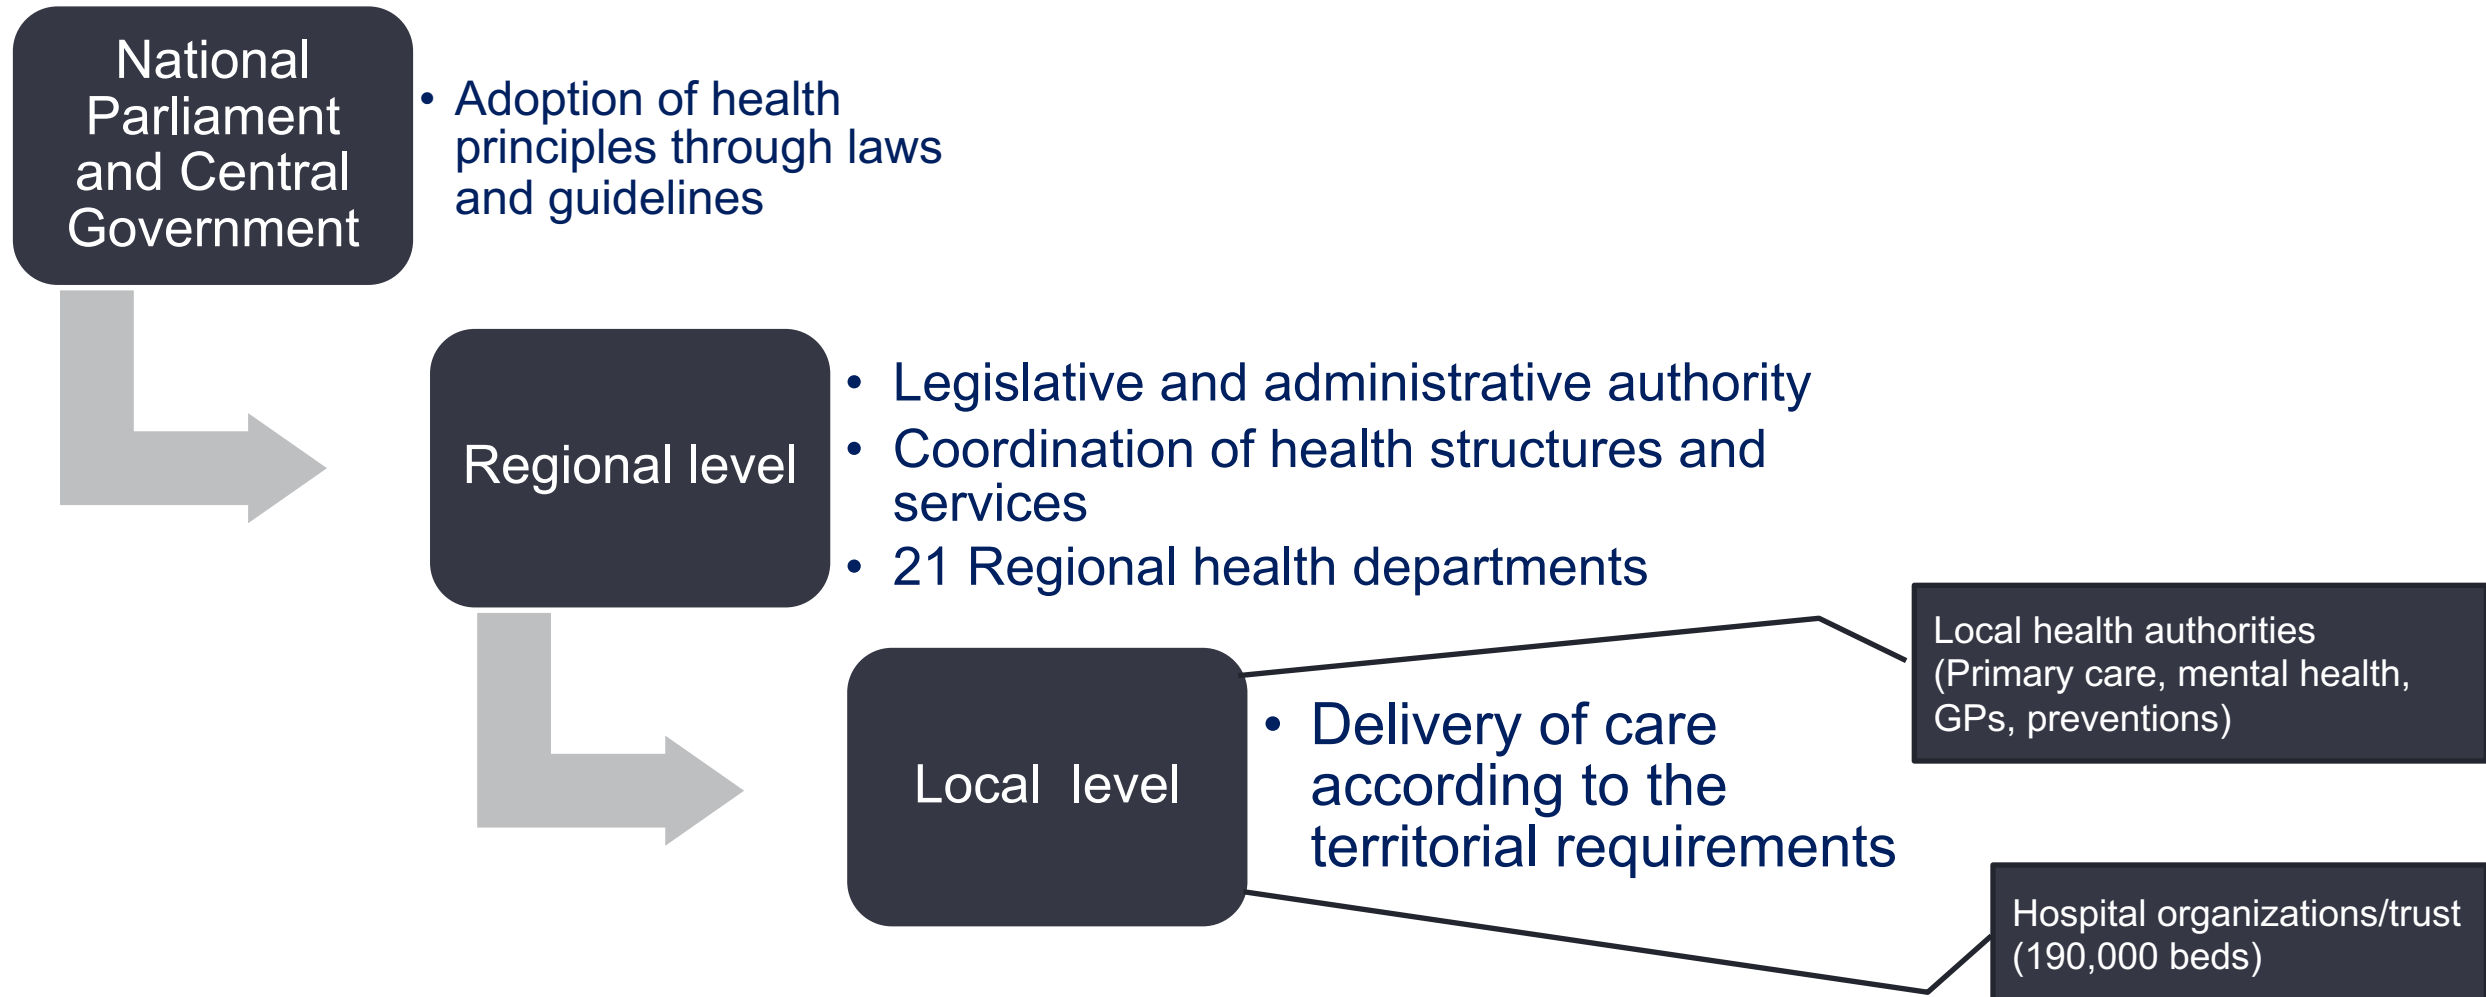 National
Parliament
and Central
Government
• Adoption of health
principles through laws
and guidelines
Regional level
• Legislative and administrative authority
• Coordination of health structures and
services
• 21 Regional health departments
Local level
• Delivery of care
according to the
territorial requirements
Local health authorities
(Primary care, mental health,
GPs, preventions)
Hospital organizations/trust
(190,000 beds)